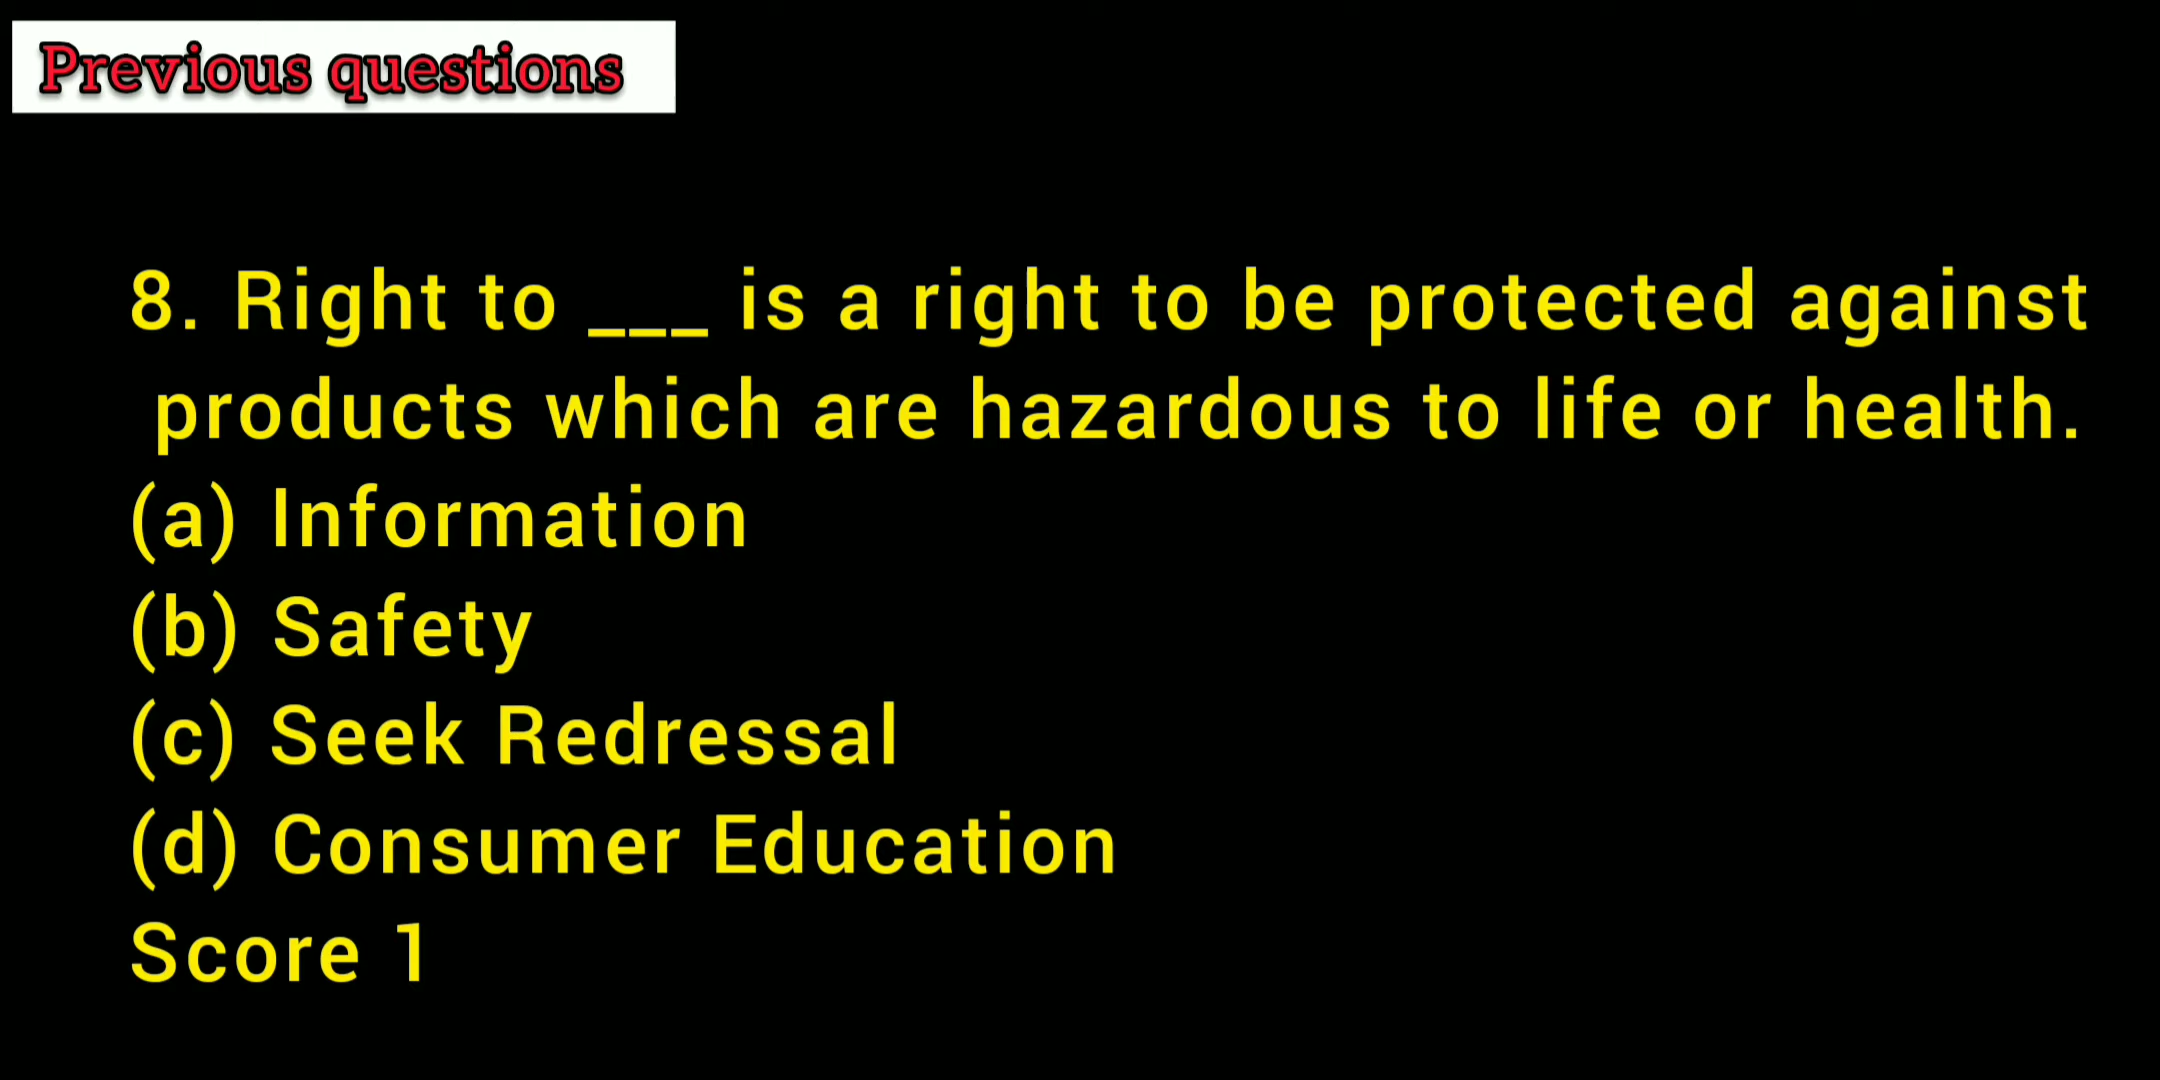 Previous questions
8. Right to ___ is a right to be protected against
products which are hazardous to life or health.
(a) Information
(b) Safety
(c) Seek Redressal
(d) Consumer Education
Score 1